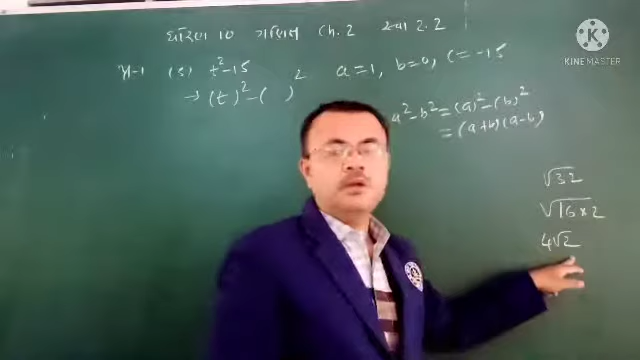 ધોરણ 10 ગણિત Ch. 2 સ્વા 2.2
પ્ર-1 (5) t² - 15 a = 1, b = 0, c = -15
→ (t)² - ( )²
a² - b² = (a)² - (b)²
= (a+b)(a-b)
√32
√16 × 2
4√2
KINEMASTER